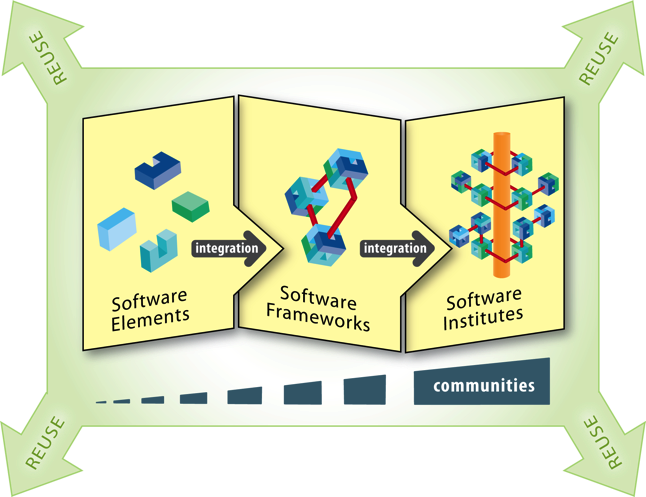 REUSE
REUSE
integration
integration
Software
Elements
Software
Frameworks
Software
Institutes
communities
REUSE
REUSE